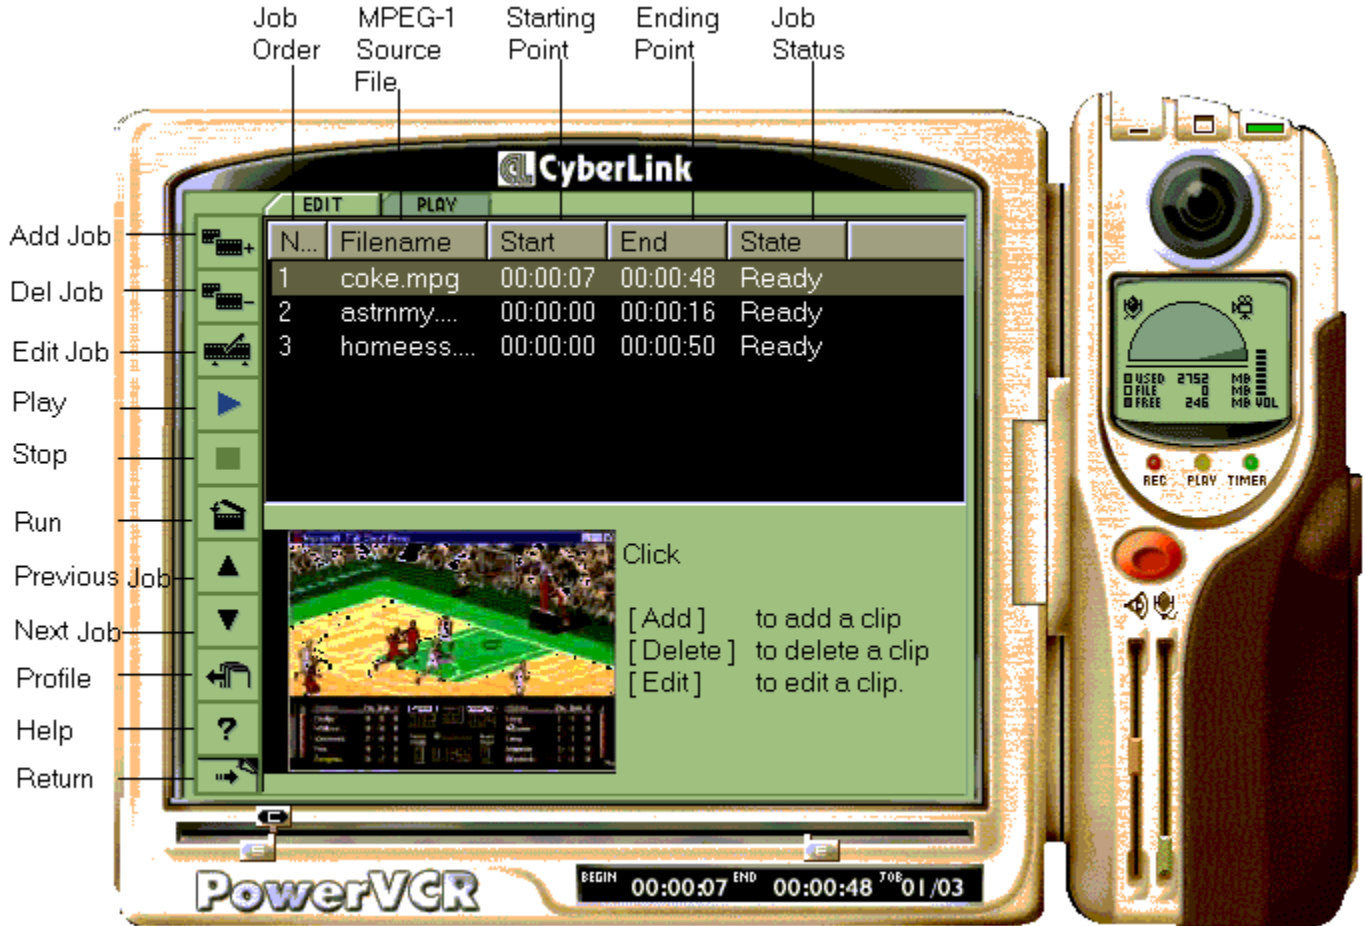 Job Order
MPEG-1 Source File
Starting Point
Ending Point
Job Status
CyberLink
EDIT PLAY
N... Filename Start End State
1 coke.mpg 00:00:07 00:00:48 Ready
2 astrnmy.... 00:00:00 00:00:16 Ready
3 homeess.... 00:00:00 00:00:50 Ready
Add Job
Del Job
Edit Job
Play
Stop
Run
Previous Job
Next Job
Profile
Help
?
Return
Click
[Add] to add a clip
[Delete] to delete a clip
[Edit] to edit a clip.
C
S
E
PowerVCR
BEGIN 00:00:07 END 00:00:48 JOB 01/03
USED 2752 MB
FILE 0 MB
FREE 246 MB VOL
REC PLAY TIMER